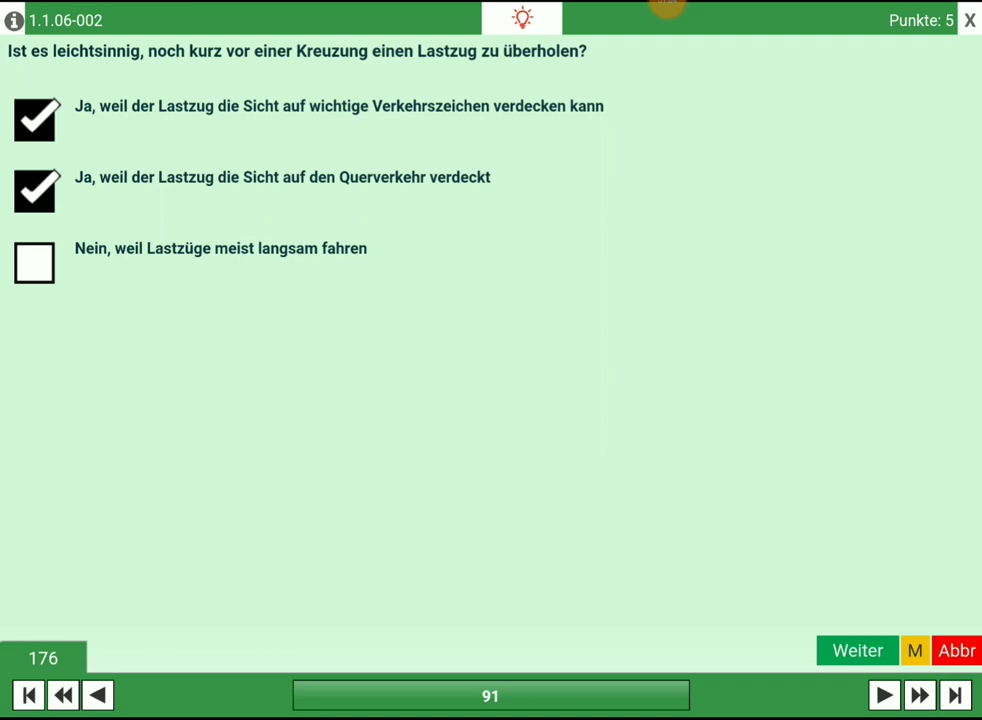 1.1.06-002
Punkte: 5 X
Ist es leichtsinnig, noch kurz vor einer Kreuzung einen Lastzug zu überholen?
Ja, weil der Lastzug die Sicht auf wichtige Verkehrszeichen verdecken kann
Ja, weil der Lastzug die Sicht auf den Querverkehr verdeckt
Nein, weil Lastzüge meist langsam fahren
176
Weiter M Abbr
91